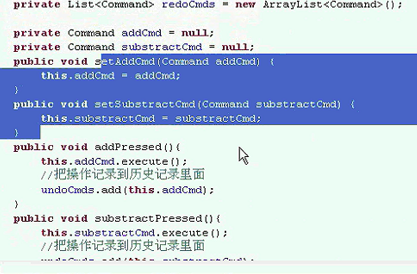 private List<Command> redoCmds = new ArrayList<Command>();
private Command addCmd = null;
private Command substractCmd = null;
public void setAddCmd(Command addCmd) {
this.addCmd = addCmd;
}
public void setSubstractCmd(Command substractCmd) {
this.substractCmd = substractCmd;
}
public void addPressed(){
this.addCmd.execute();
//把操作记录到历史记录里面
undoCmds.add(this.addCmd);
}
public void substractPressed(){
this.substractCmd.execute();
//把操作记录到历史记录里面
undoCmds.add(this.substractCmd);